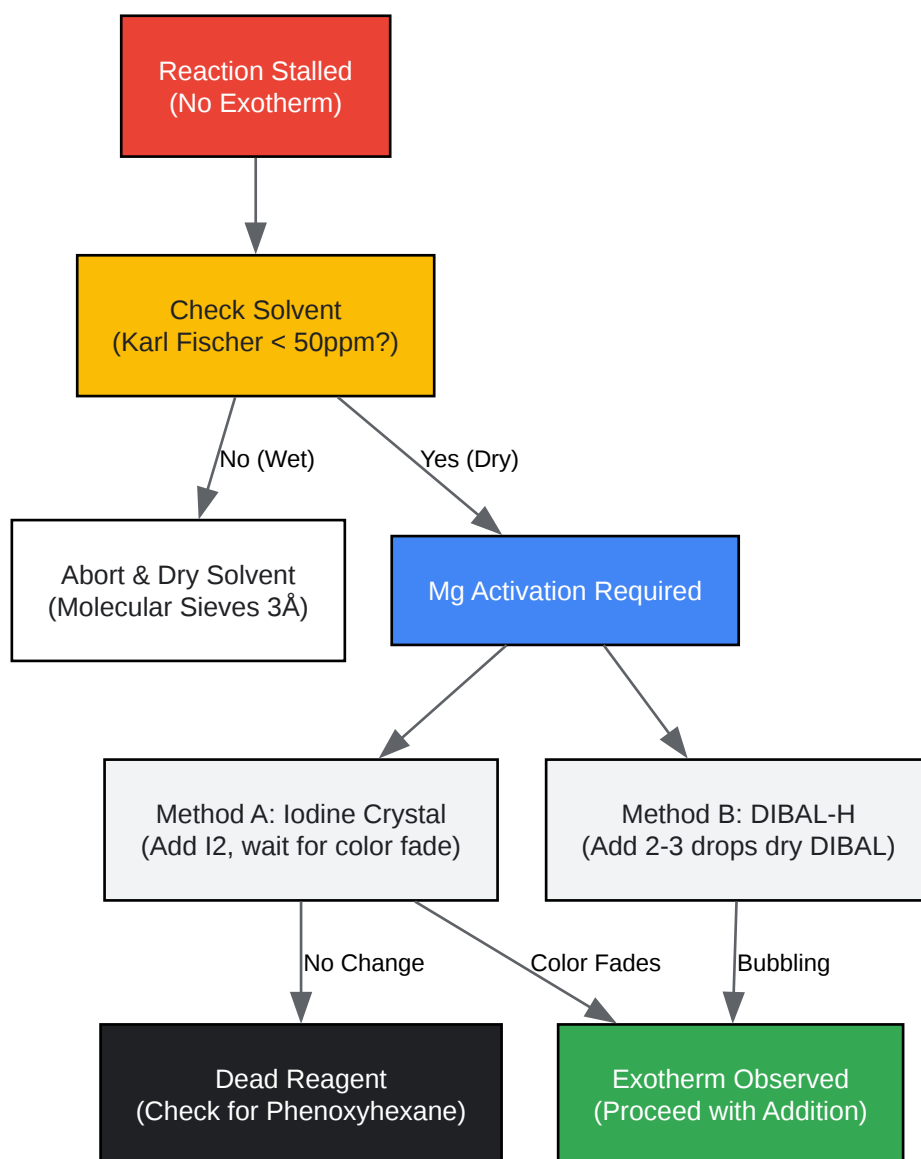 Reaction Stalled
(No Exotherm)
Check Solvent
(Karl Fischer < 50ppm?)
No (Wet)
Yes (Dry)
Abort & Dry Solvent
(Molecular Sieves 3Å)
Mg Activation Required
Method A: Iodine Crystal
(Add I2, wait for color fade)
Method B: DIBAL-H
(Add 2-3 drops dry DIBAL)
No Change
Color Fades
Bubbling
Dead Reagent
(Check for Phenoxyhexane)
Exotherm Observed
(Proceed with Addition)